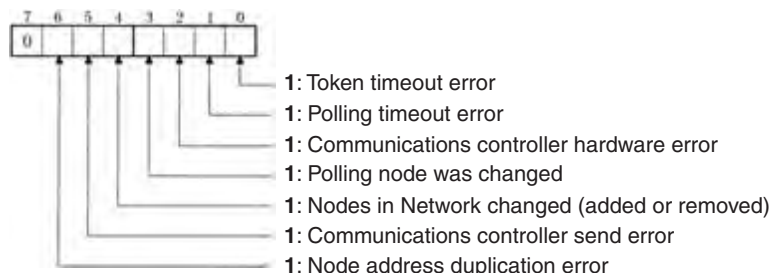 7 6 5 4 3 2 1 0
0
1: Token timeout error
1: Polling timeout error
1: Communications controller hardware error
1: Polling node was changed
1: Nodes in Network changed (added or removed)
1: Communications controller send error
1: Node address duplication error